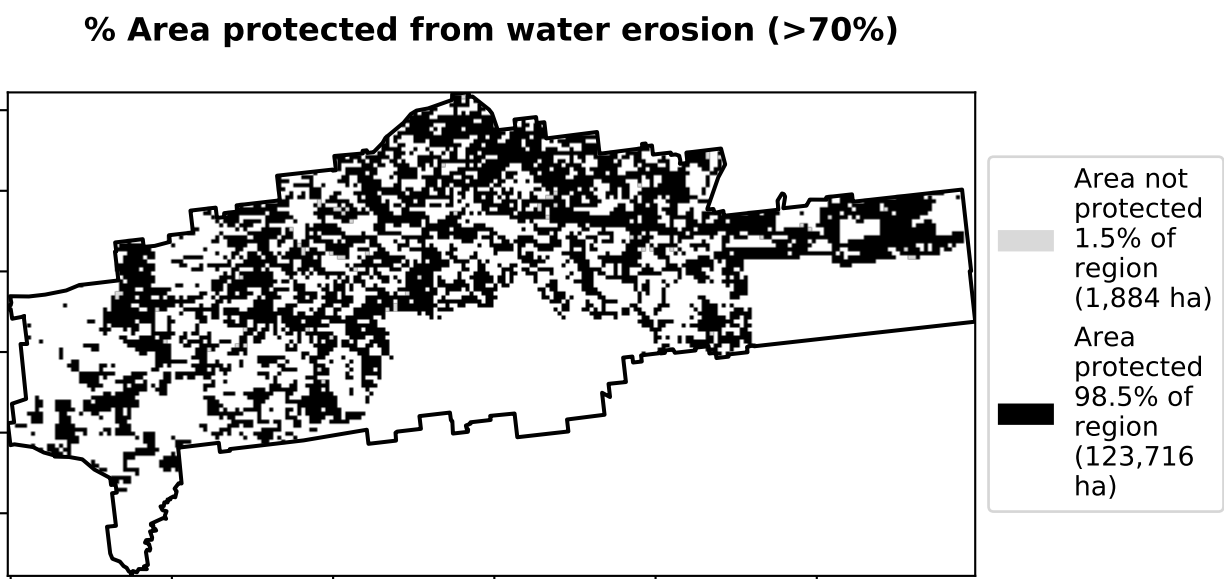 % Area protected from water erosion (>70%)
Area not
protected
1.5% of
region
(1,884 ha)
Area
protected
98.5% of
region
(123,716
ha)